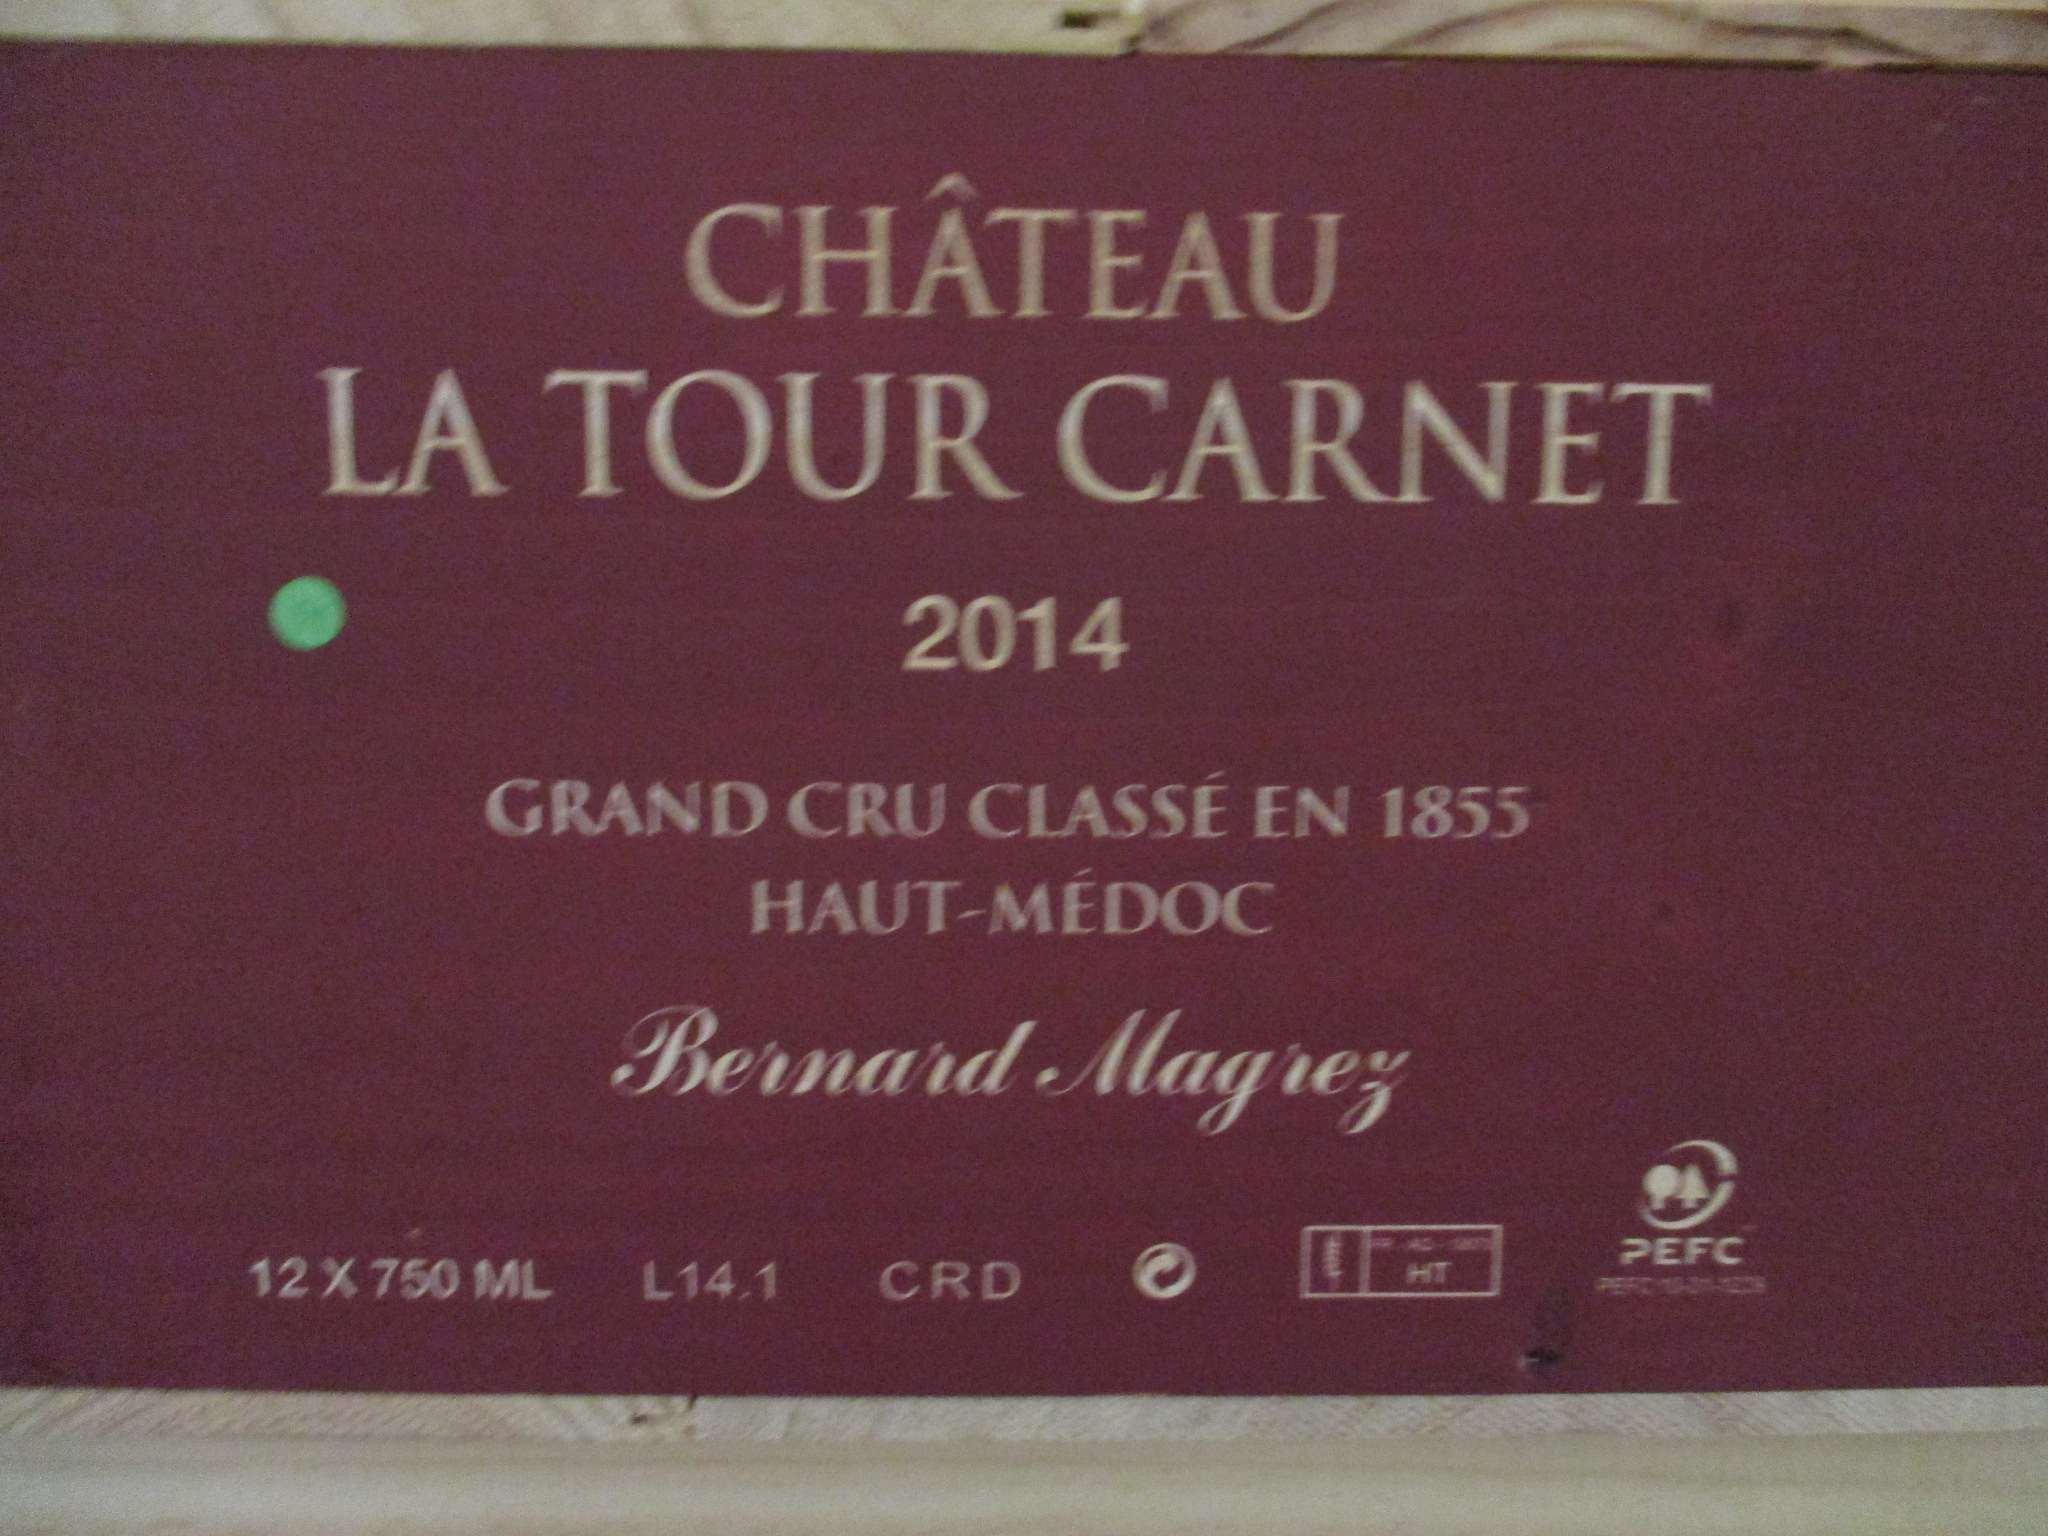 CHÂTEAU
LA TOUR CARNET
2014
GRAND CRU CLASSÉ EN 1855
HAUT-MÉDOC
Bernard Magrez
12 X 750 ML L14.1 CRD HT
PEFC